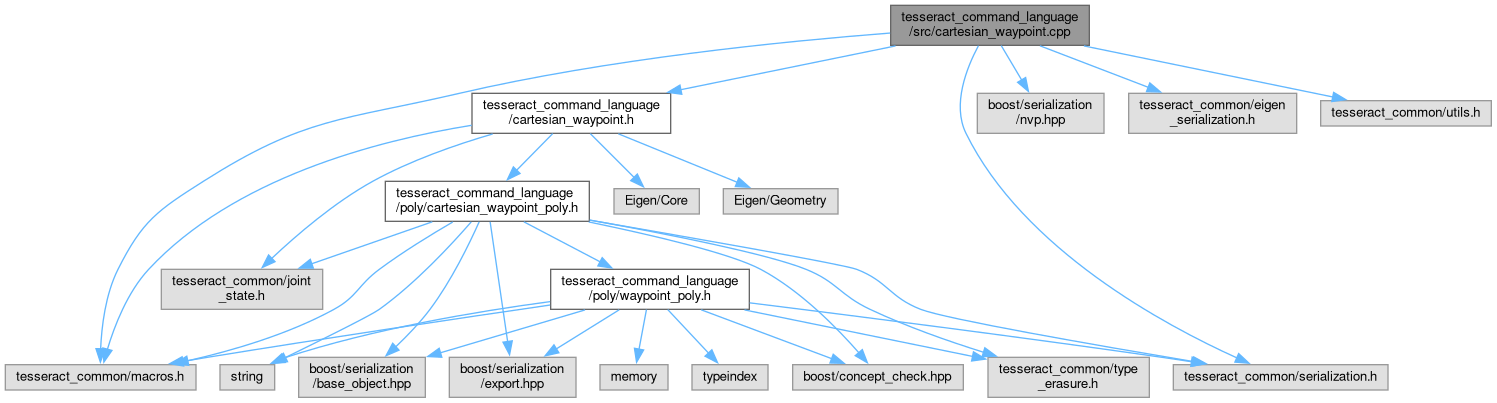 tesseract_command_language
/src/cartesian_waypoint.cpp
tesseract_command_language
/cartesian_waypoint.h
boost/serialization
/nvp.hpp
tesseract_common/eigen
_serialization.h
tesseract_common/utils.h
tesseract_command_language
/poly/cartesian_waypoint_poly.h
Eigen/Core
Eigen/Geometry
tesseract_common/joint
_state.h
tesseract_command_language
/poly/waypoint_poly.h
tesseract_common/macros.h
string
boost/serialization
/base_object.hpp
boost/serialization
/export.hpp
memory
typeindex
boost/concept_check.hpp
tesseract_common/type
_erasure.h
tesseract_common/serialization.h